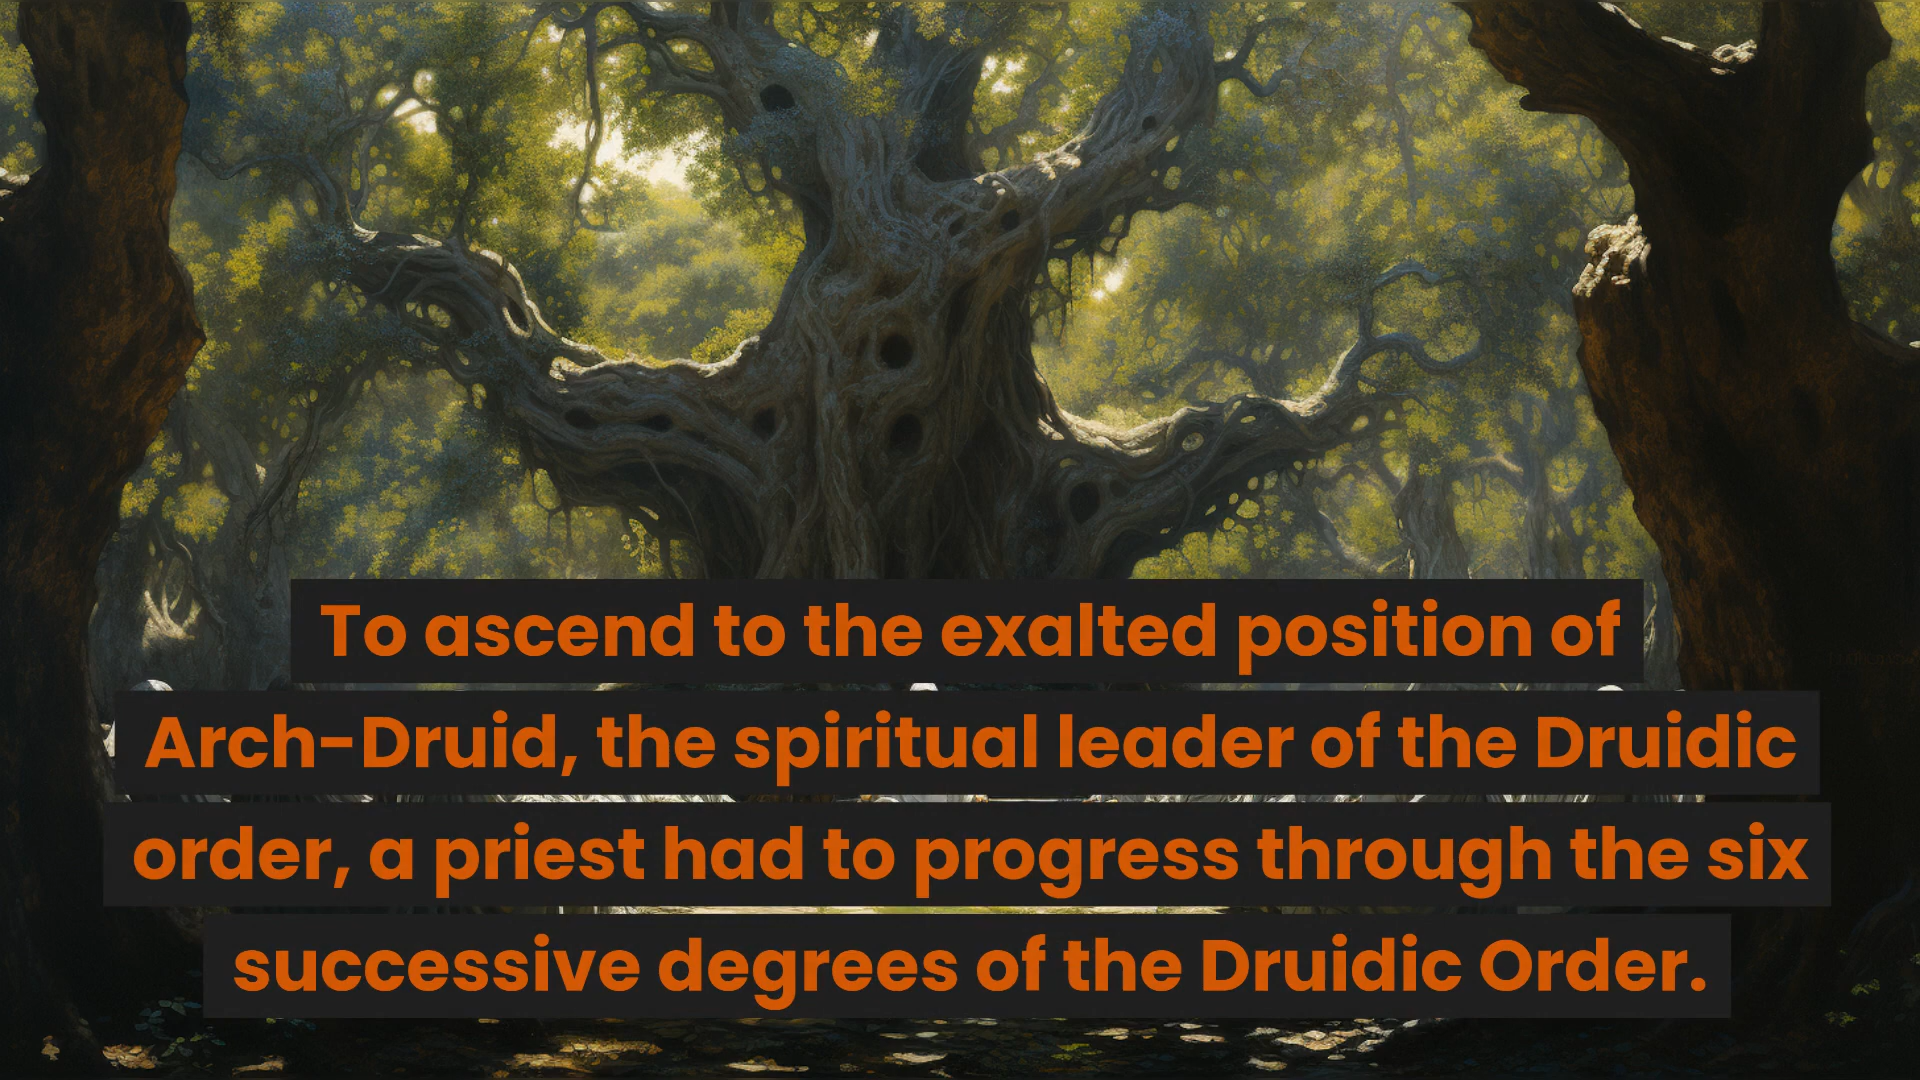 To ascend to the exalted position of
Arch-Druid, the spiritual leader of the Druidic
order, a priest had to progress through the six
successive degrees of the Druidic Order.